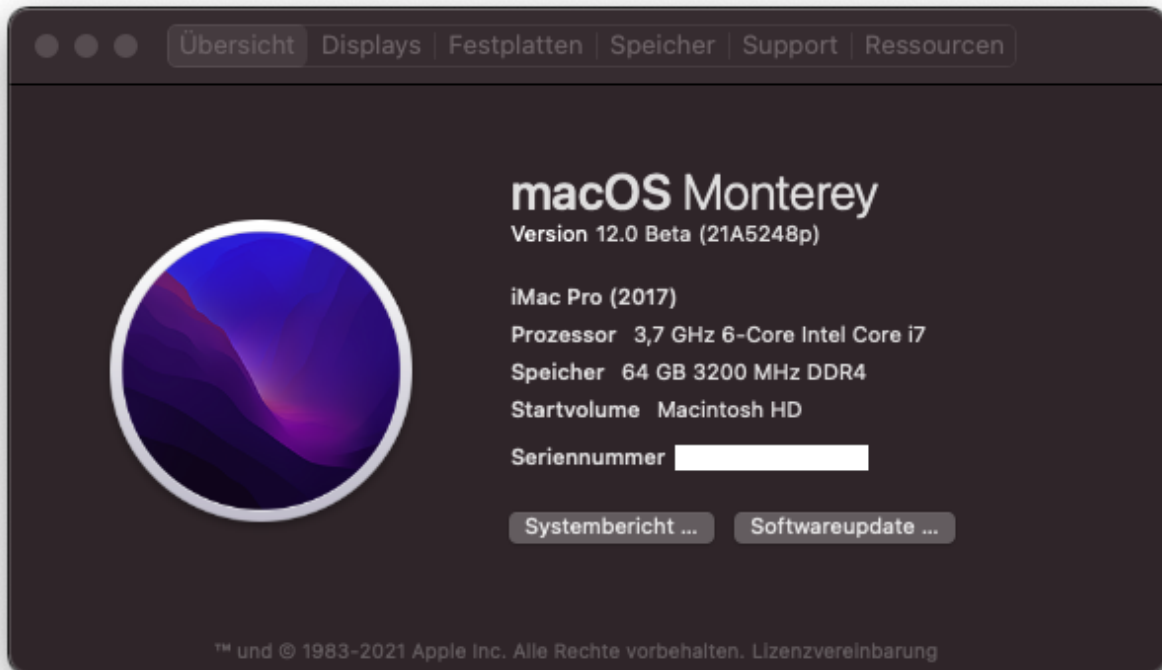 Übersicht Displays Festplatten Speicher Support Ressourcen
macOS Monterey
Version 12.0 Beta (21A5248p)
iMac Pro (2017)
Prozessor 3,7 GHz 6-Core Intel Core i7
Speicher 64 GB 3200 MHz DDR4
Startvolume Macintosh HD
Seriennummer
Systembericht ... Softwareupdate ...
™ und © 1983-2021 Apple Inc. Alle Rechte vorbehalten. Lizenzvereinbarung